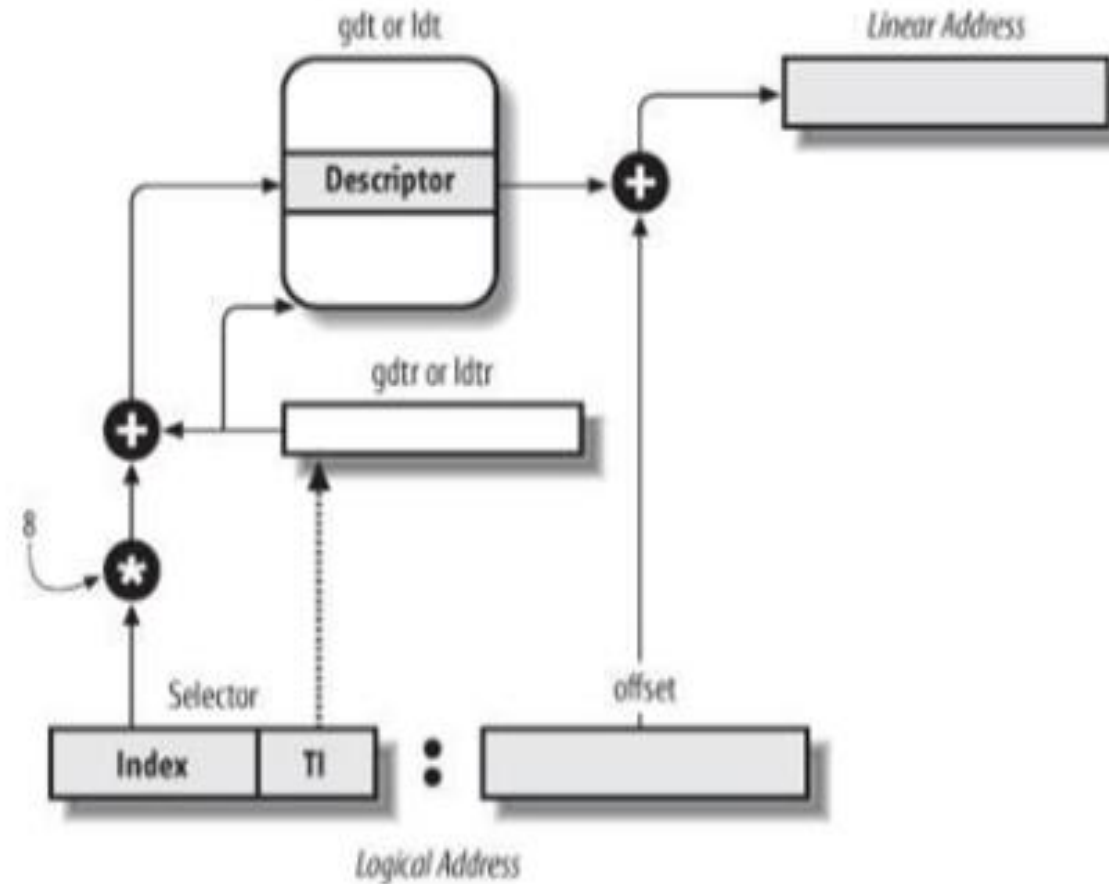 gdt or ldt
Linear Address
Descriptor
gdtr or ldtr
8
Selector
offset
Index
TI
:
Logical Address